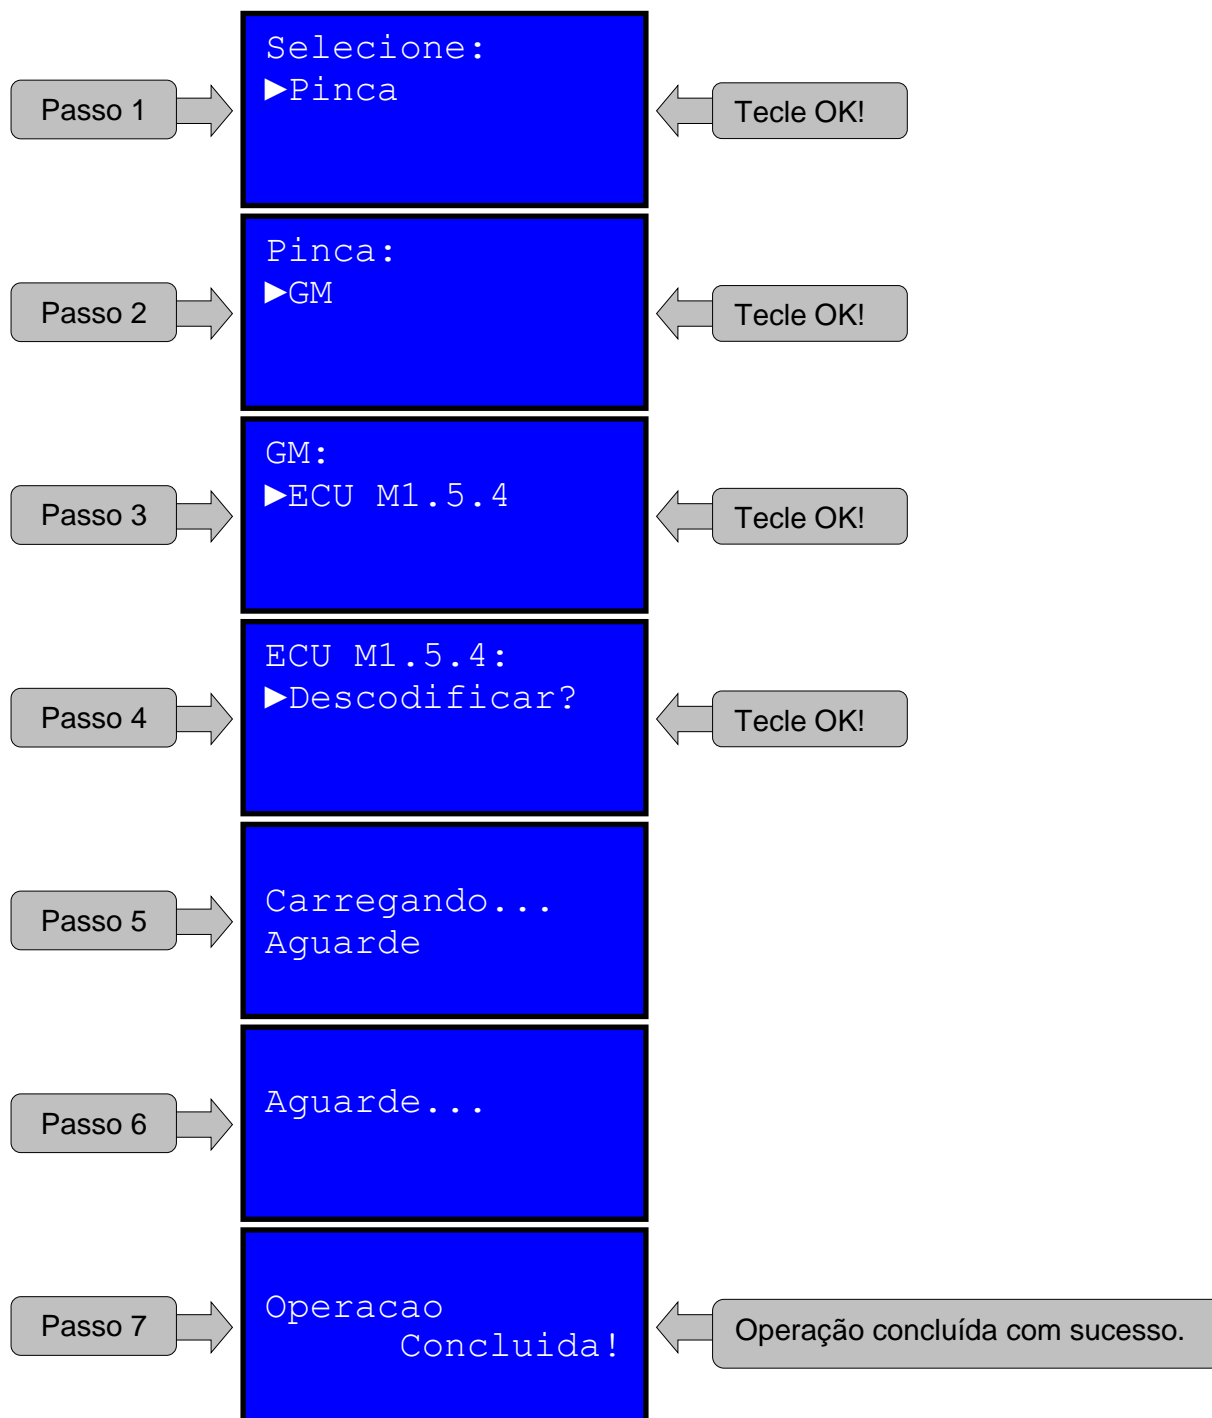 Passo 1
Selecione:
►Pinca
Tecle OK!
Passo 2
Pinca:
►GM
Tecle OK!
Passo 3
GM:
►ECU M1.5.4
Tecle OK!
Passo 4
ECU M1.5.4:
►Descodificar?
Tecle OK!
Passo 5
Carregando...
Aguarde
Passo 6
Aguarde...
Passo 7
Operacao
Concluida!
Operação concluída com sucesso.